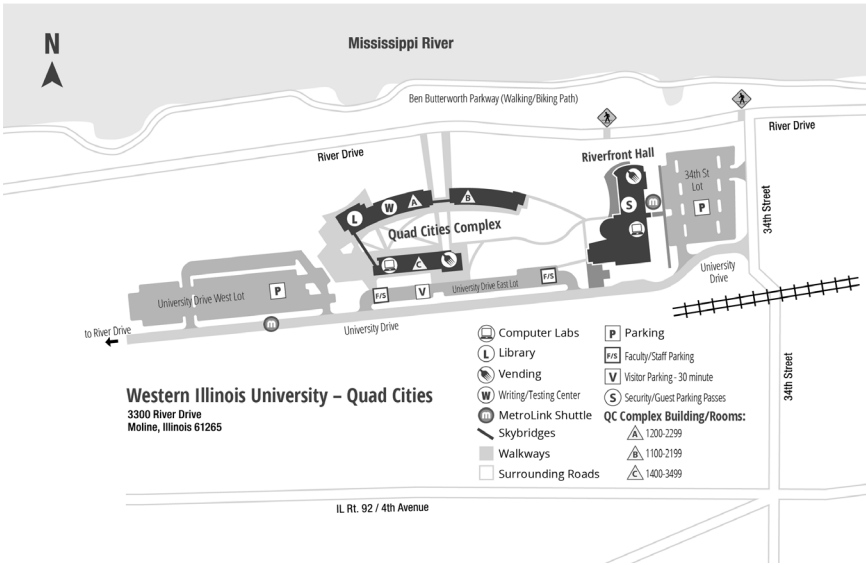 N
Mississippi River
Ben Butterworth Parkway (Walking/Biking Path)
River Drive
River Drive
Riverfront Hall
34th St
Lot
P
34th Street
L
W
A
B
S
m
Quad Cities Complex
C
University
Drive
University Drive West Lot
P
F/S
V
University Drive East Lot
F/S
m
to River Drive
University Drive
Computer Labs
P Parking
L Library
F/S Faculty/Staff Parking
Vending
V Visitor Parking - 30 minute
W Writing/Testing Center
S Security/Guest Parking Passes
m MetroLink Shuttle
QC Complex Building/Rooms:
Skybridges
A 1200-2299
Walkways
B 1100-2199
Surrounding Roads
C 1400-3499
34th Street
Western Illinois University – Quad Cities
3300 River Drive
Moline, Illinois 61265
IL Rt. 92 / 4th Avenue